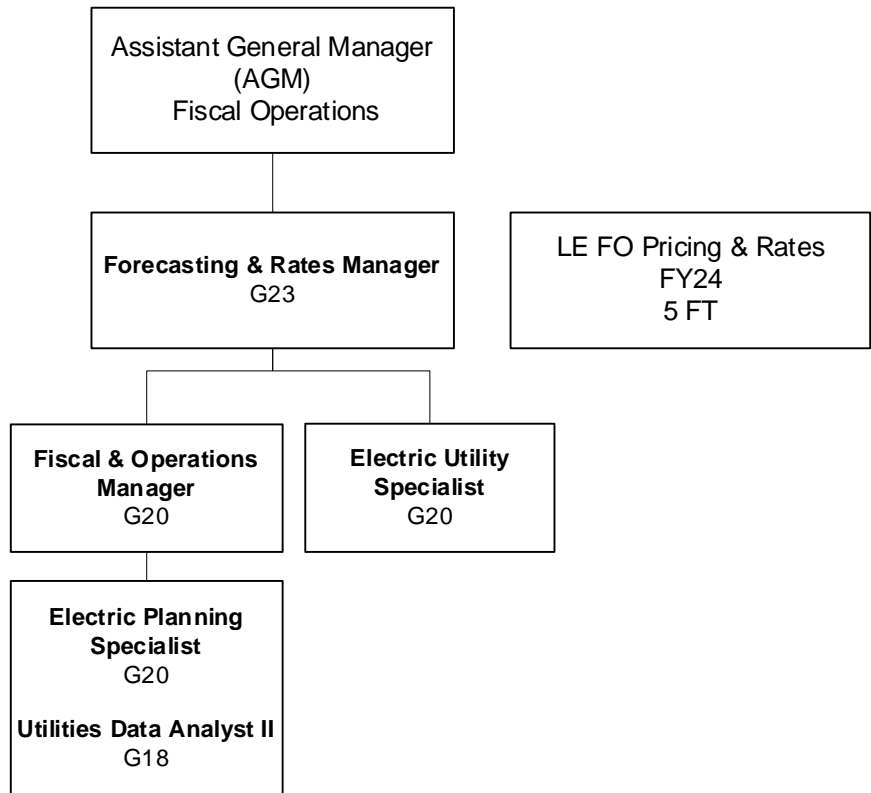 Assistant General Manager
(AGM)
Fiscal Operations
Forecasting & Rates Manager
G23
LE FO Pricing & Rates
FY24
5 FT
Fiscal & Operations
Manager
G20
Electric Utility
Specialist
G20
Electric Planning
Specialist
G20
Utilities Data Analyst II
G18